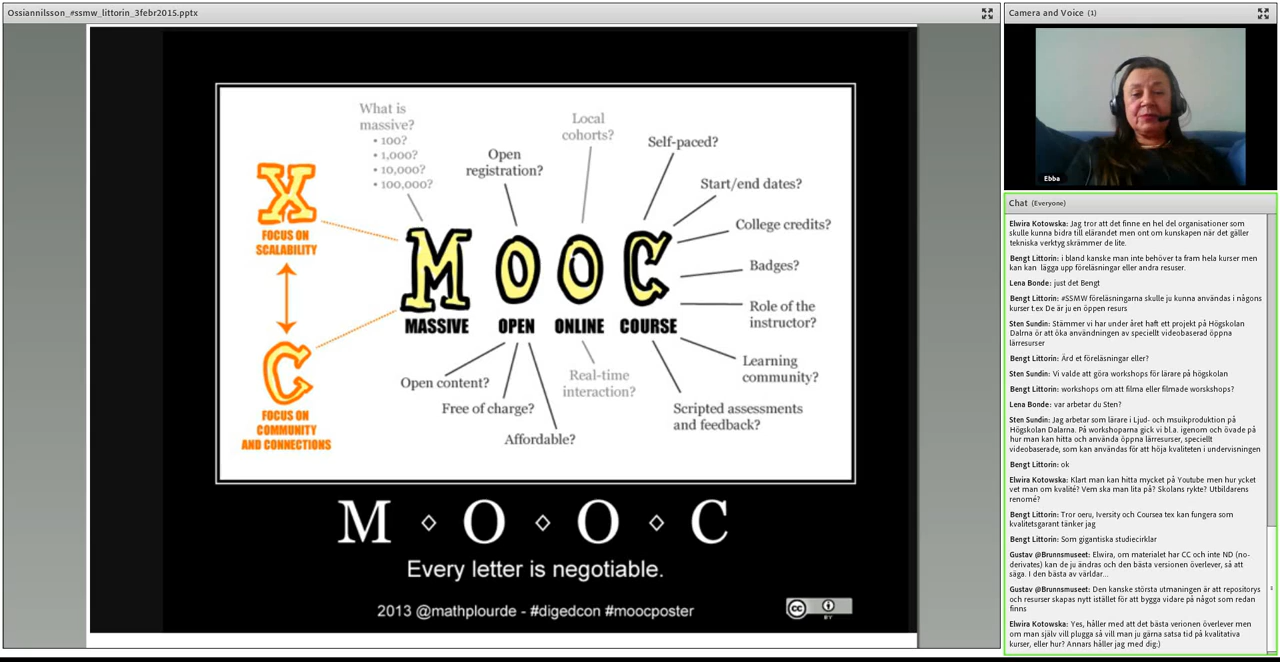 Ossiannilsson_#ssmw_littorin_3febr2015.pptx
What is
massive?
• 100?
• 1,000?
• 10,000?
• 100,000?
Open
registration?
Local
cohorts?
Self-paced?
Start/end dates?
College credits?
Badges?
Role of the
instructor?
Learning
community?
Scripted assessments
and feedback?
Real-time
interaction?
Open content?
Free of charge?
Affordable?
X
FOCUS ON
SCALABILITY
C
FOCUS ON
COMMUNITY
AND CONNECTIONS
MOOC
MASSIVE OPEN ONLINE COURSE
M ◇ O ◇ O ◇ C
Every letter is negotiable.
2013 @mathplourde - #digedcon #moocposter
cc BY
Camera and Voice (1)
Ebba
Chat (Everyone)
Elwira Kotowska: Jag tror att det finne en hel del organisationer som
skulle kunna bidra till elärandet men ont om kunskapen när det gäller
tekniska verktyg skrämmer de lite.
Bengt Littorin: i bland kanske man inte behöver ta fram hela kurser men
kan kan lägga upp föreläsningar eller andra resuser.
Lena Bonde: just det Bengt
Bengt Littorin: #SSMW föreläsningarna skulle ju kunna användas i någons
kurser t.ex De är ju en öpen resurs
Sten Sundin: Stämmer vi har under året haft ett projekt på Högskolan
Dalarna ör att öka användningen av speciellt videobaserad öppna
lärresurser
Bengt Littorin: Ärd et föreläsningar eller?
Sten Sundin: Vi valde att göra workshops för lärare på högskolan
Bengt Littorin: workshops om att filma eller filmade worskshops?
Lena Bonde: var arbetar du Sten?
Sten Sundin: Jag arbetar som lärare i Ljud- och msuikproduktion på
Högskolan Dalarna. På workshoparna gick vi bl.a. igenom och övade på
hur man kan hitta och använda öppna lärresurser, speciellt
videobaserade, som kan användas för att höja kvaliteten i undervisningen
Bengt Littorin: ok
Elwira Kotowska: Klart man kan hitta mycket på Youtube men hur ycket
vet man om kvalité? Vem ska man lita på? Skolans rykte? Utbildarens
renomé?
Bengt Littorin: Tror oeru, Iversity och Coursea tex kan fungera som
kvalitetsgarant tänker jag
Bengt Littorin: Som gigantiska studiecirklar
Gustav @Brunnsmuseet: Elwira, om materialet har CC och inte ND (no-
derivates) kan de ju ändras och den bästa versionen överlever, så att
säga. I den bästa av världar...
Gustav @Brunnsmuseet: Den kanske största utmaningen är att repositorys
och resurser skapas nytt istället för att bygga vidare på något som redan
finns
Elwira Kotowska: Yes, håller med att det bästa verionen överlever men
om man själv vill plugga så vill man ju gärna satsa tid på kvalitativa
kurser, eller hur? Annars håller jag med dig:)